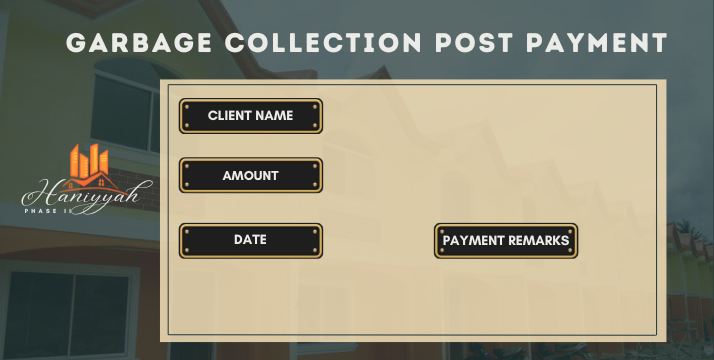 GARBAGE COLLECTION POST PAYMENT
CLIENT NAME
AMOUNT
Haniyyah
PHASE II
DATE
PAYMENT REMARKS